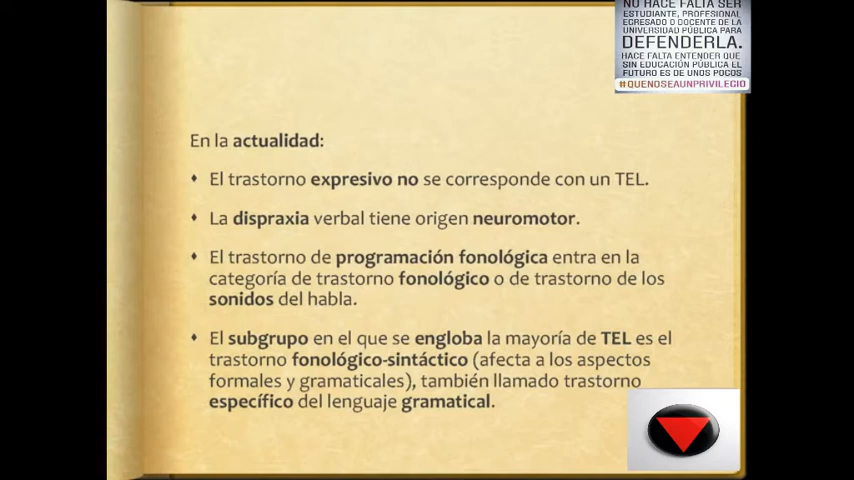 NO HACE FALTA SER
ESTUDIANTE, PROFESIONAL
EGRESADO O DOCENTE DE LA
UNIVERSIDAD PÚBLICA PARA
DEFENDERLA.
HACE FALTA ENTENDER QUE
SIN EDUCACIÓN PÚBLICA EL
FUTURO ES DE UNOS POCOS
#QUENOSEAUNPRIVILEGIO
En la actualidad:
El trastorno expresivo no se corresponde con un TEL.
La dispraxia verbal tiene origen neuromotor.
El trastorno de programación fonológica entra en la
categoría de trastorno fonológico o de trastorno de los
sonidos del habla.
El subgrupo en el que se engloba la mayoría de TEL es el
trastorno fonológico-sintáctico (afecta a los aspectos
formales y gramaticales), también llamado trastorno
específico del lenguaje gramatical.